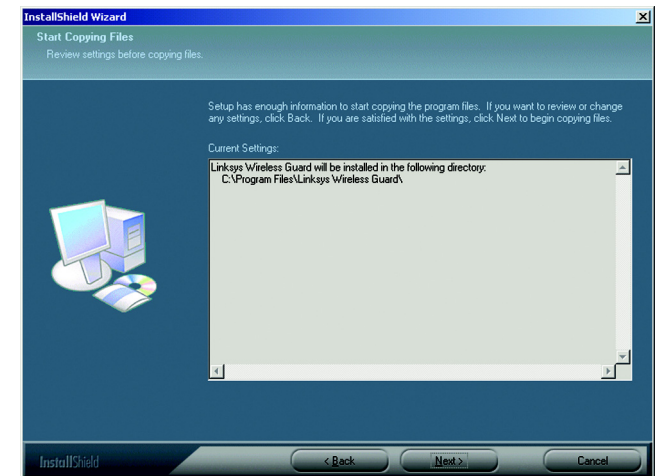 InstallShield Wizard
Start Copying Files
Review settings before copying files.
Setup has enough information to start copying the program files. If you want to review or change
any settings, click Back. If you are satisfied with the settings, click Next to begin copying files.
Current Settings:
Linksys Wireless Guard will be installed in the following directory:
C:\Program Files\Linksys Wireless Guard\
InstallShield
< Back
Next >
Cancel